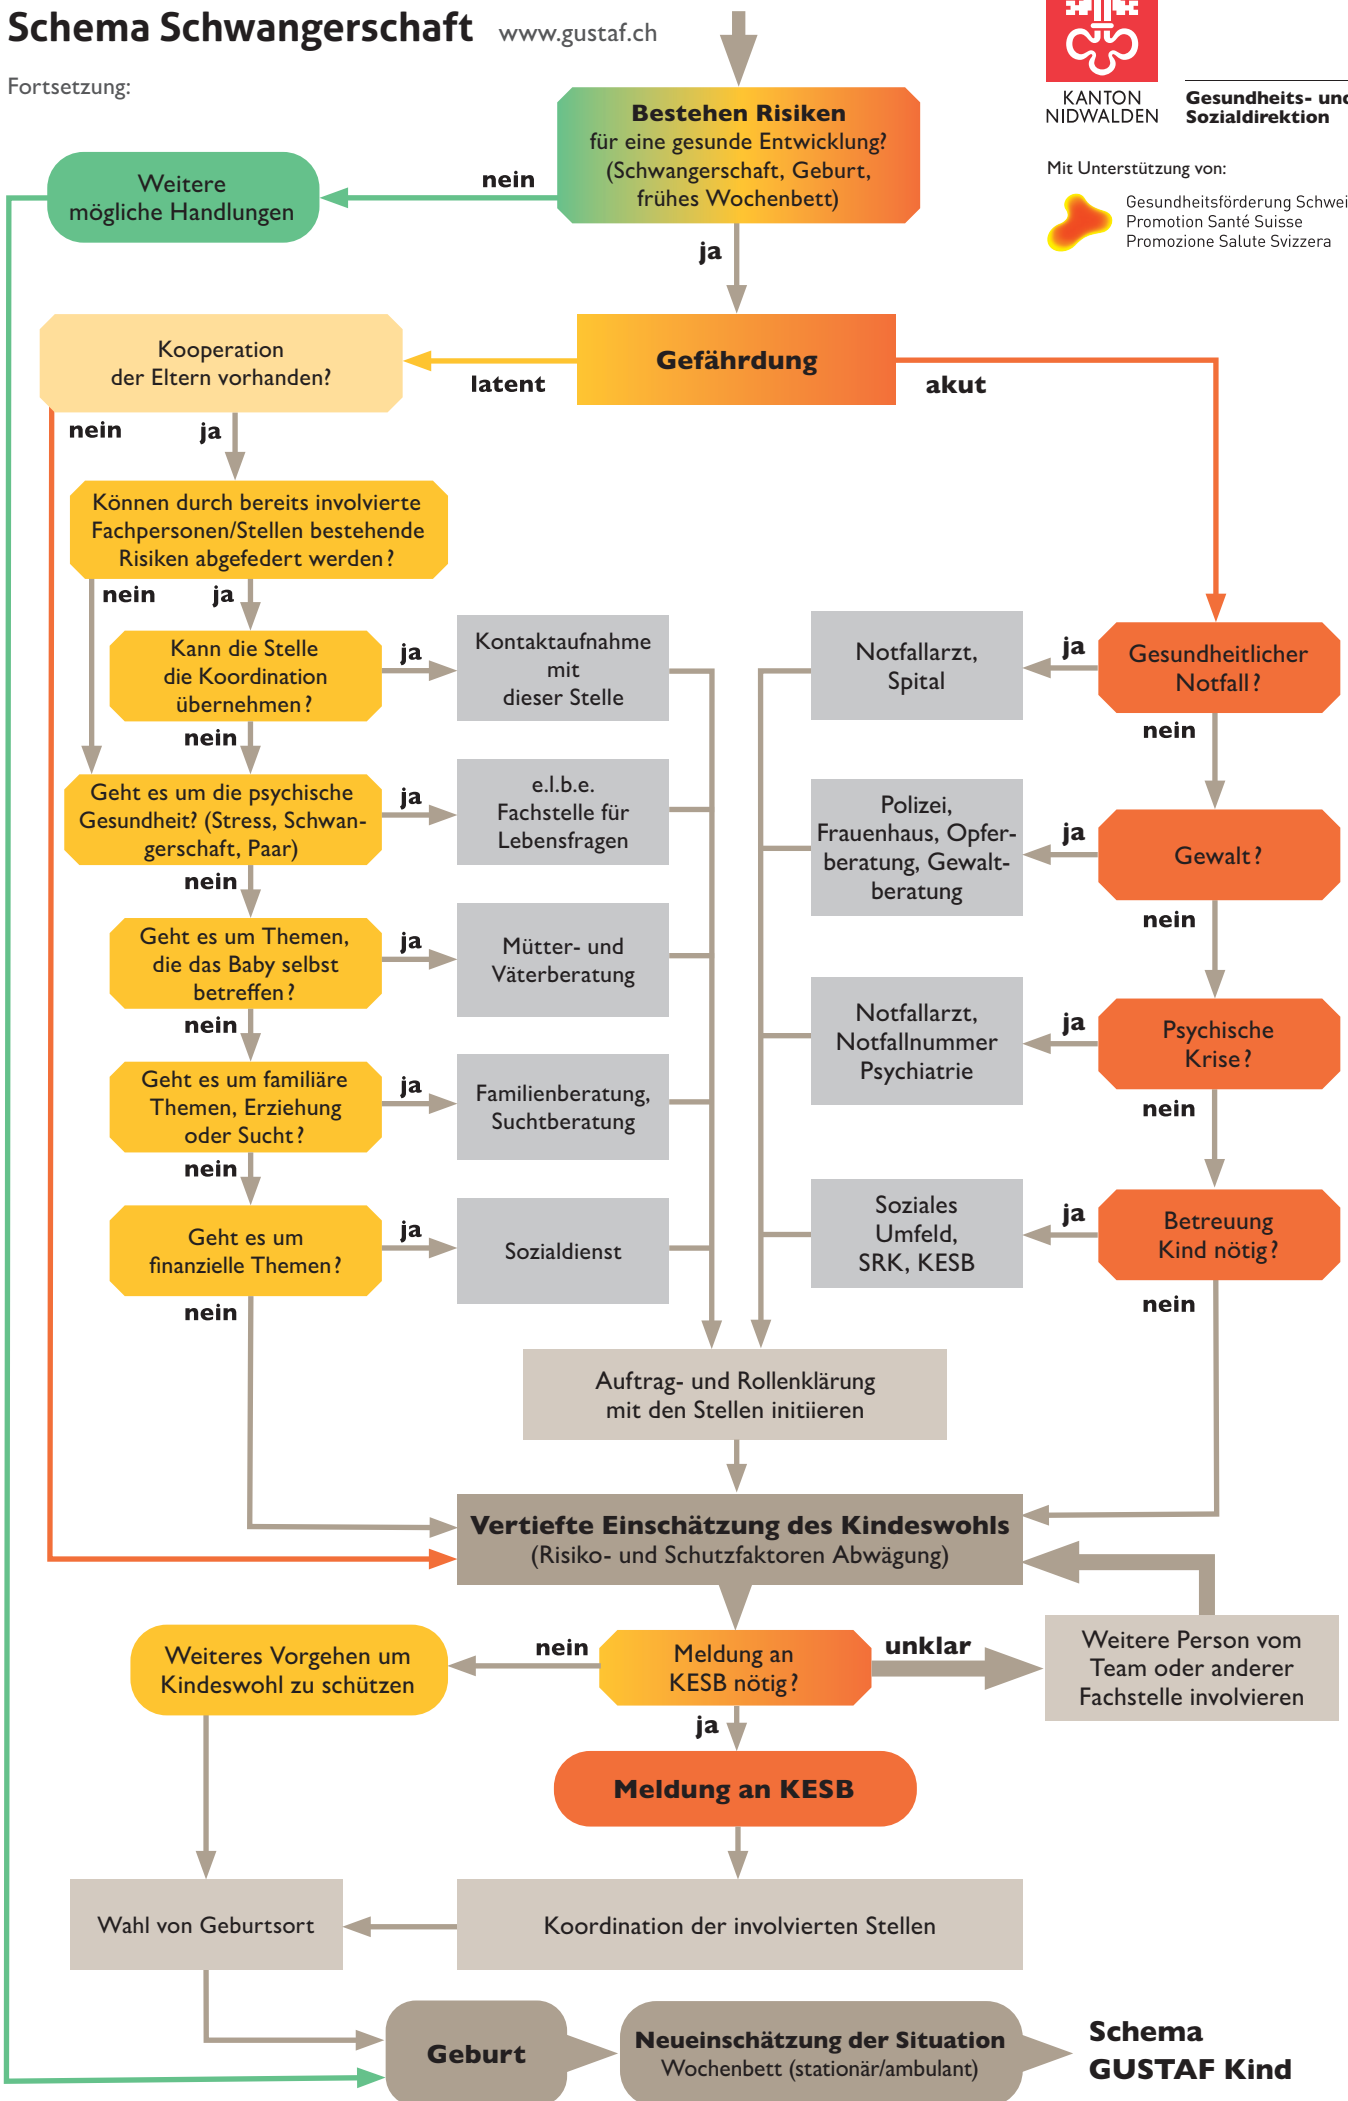 Schema Schwangerschaft www.gustaf.ch
Fortsetzung:
KANTON
NIDWALDEN
Gesundheits- und
Sozialdirektion
Mit Unterstützung von:
Gesundheitsförderung Schwei
Promotion Santé Suisse
Promozione Salute Svizzera
Bestehen Risiken
für eine gesunde Entwicklung?
(Schwangerschaft, Geburt,
frühes Wochenbett)
nein
Weitere
mögliche Handlungen
ja
Gefährdung
latent
akut
Kooperation
der Eltern vorhanden?
nein
ja
Können durch bereits involvierte
Fachpersonen/Stellen bestehende
Risiken abgefedert werden?
nein
ja
Kann die Stelle
die Koordination
übernehmen?
ja
Kontaktaufnahme
mit
dieser Stelle
nein
Geht es um die psychische
Gesundheit? (Stress, Schwan-
gerschaft, Paar)
ja
e.l.b.e.
Fachstelle für
Lebensfragen
nein
Geht es um Themen,
die das Baby selbst
betreffen?
ja
Mütter- und
Väterberatung
nein
Geht es um familiäre
Themen, Erziehung
oder Sucht?
ja
Familienberatung,
Suchtberatung
nein
Geht es um
finanzielle Themen?
ja
Sozialdienst
nein
Gesundheitlicher
Notfall?
ja
Notfallarzt,
Spital
nein
Gewalt?
ja
Polizei,
Frauenhaus, Opfer-
beratung, Gewalt-
beratung
nein
Psychische
Krise?
ja
Notfallarzt,
Notfallnummer
Psychiatrie
nein
Betreuung
Kind nötig?
ja
Soziales
Umfeld,
SRK, KESB
nein
Auftrag- und Rollenklärung
mit den Stellen initiieren
Vertiefte Einschätzung des Kindeswohls
(Risiko- und Schutzfaktoren Abwägung)
Meldung an
KESB nötig?
nein
Weiteres Vorgehen um
Kindeswohl zu schützen
unklar
Weitere Person vom
Team oder anderer
Fachstelle involvieren
ja
Meldung an KESB
Koordination der involvierten Stellen
Wahl von Geburtsort
Geburt
Neueinschätzung der Situation
Wochenbett (stationär/ambulant)
Schema
GUSTAF Kind